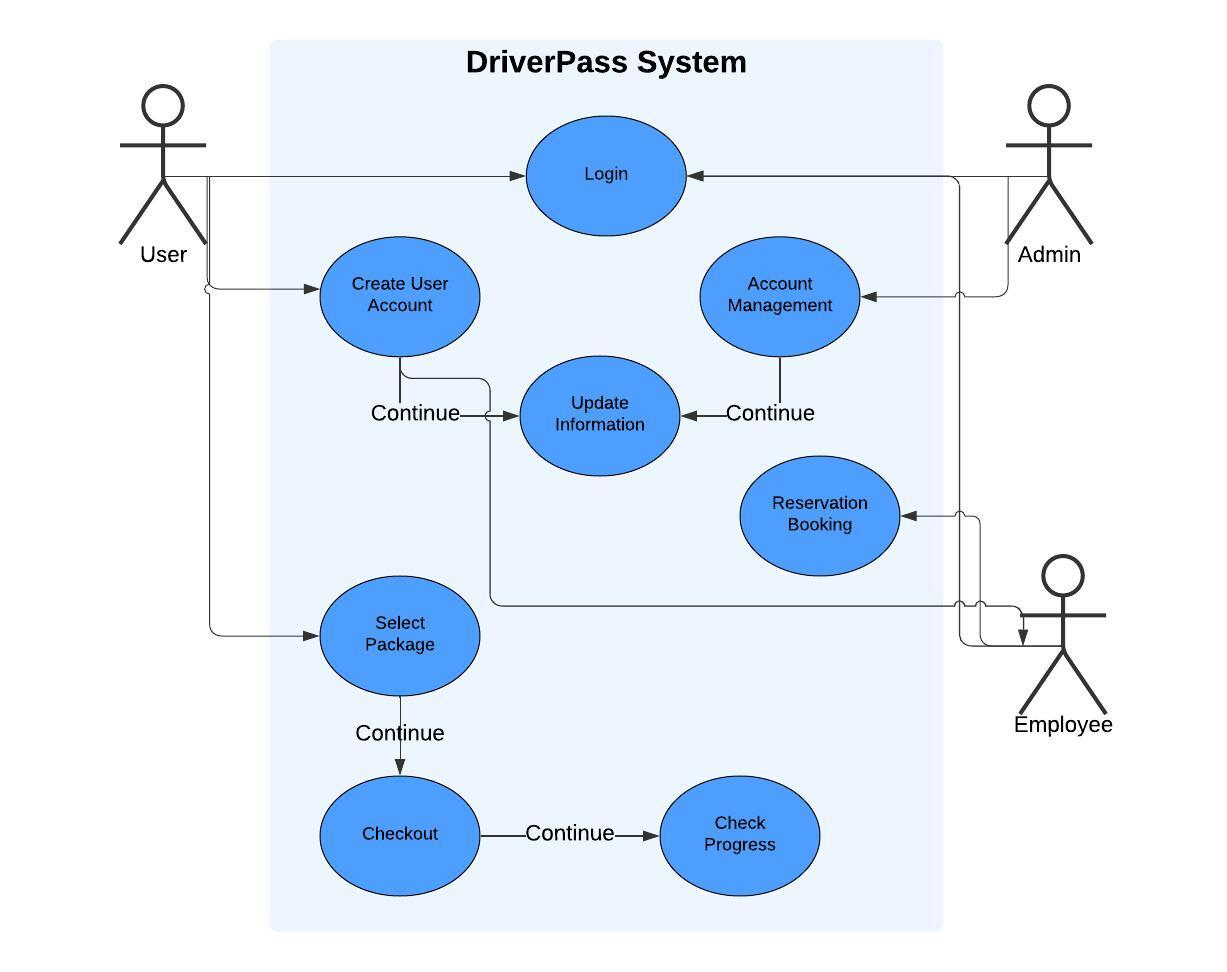 DriverPass System
Login
User
Admin
Create User
Account
Account
Management
Continue
Update
Information
Continue
Reservation
Booking
Select
Package
Employee
Continue
Checkout
Continue
Check
Progress